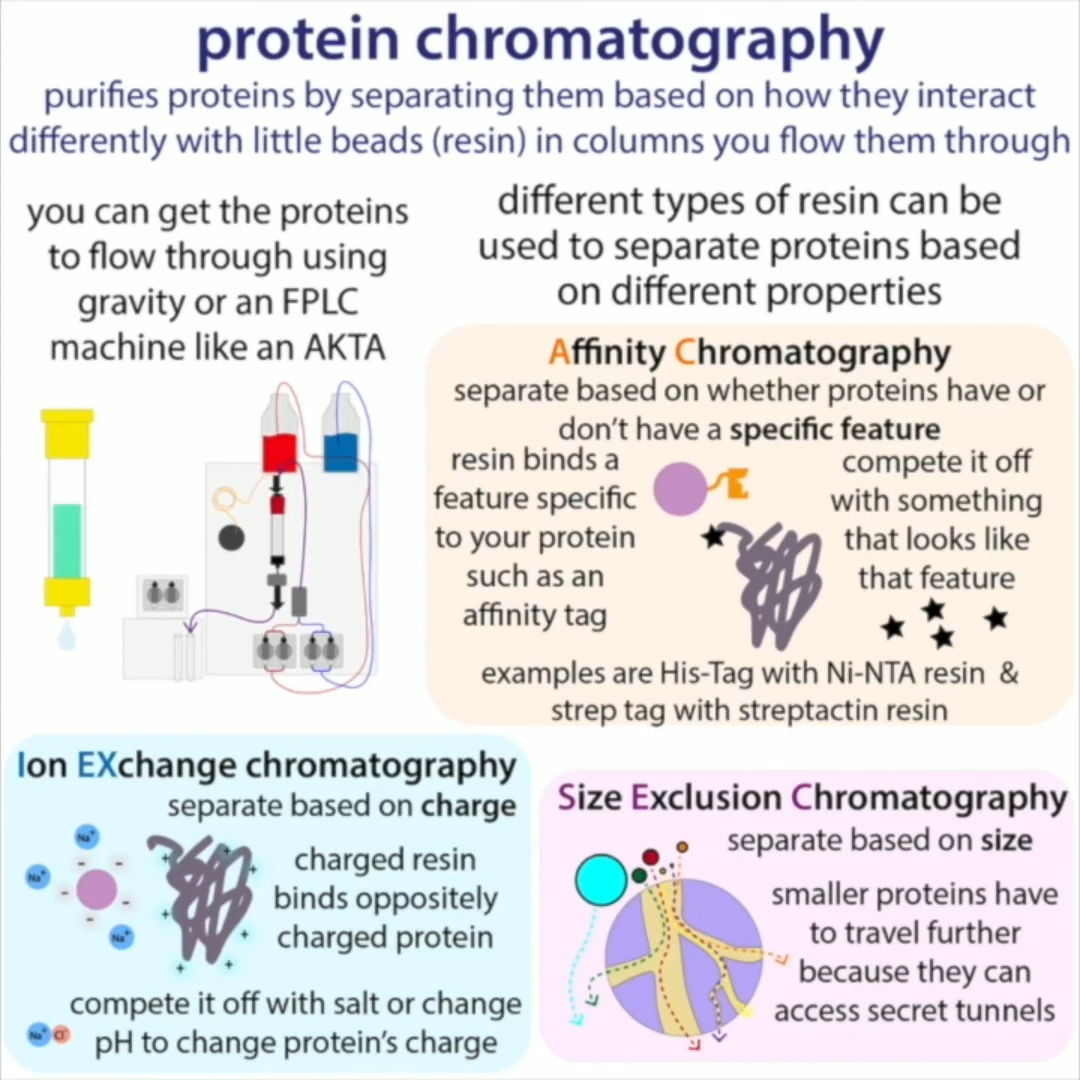 protein chromatography
purifies proteins by separating them based on how they interact
differently with little beads (resin) in columns you flow them through
you can get the proteins
to flow through using
gravity or an FPLC
machine like an AKTA
different types of resin can be
used to separate proteins based
on different properties
Affinity Chromatography
separate based on whether proteins have or
don't have a specific feature
resin binds a
feature specific
to your protein
such as an
affinity tag
compete it off
with something
that looks like
that feature
examples are His-Tag with Ni-NTA resin &
strep tag with streptactin resin
Ion EXchange chromatography
separate based on charge
Na+
Na+
Na+
charged resin
binds oppositely
charged protein
compete it off with salt or change
pH to change protein's charge
Na+ Cl-
Size Exclusion Chromatography
separate based on size
smaller proteins have
to travel further
because they can
access secret tunnels